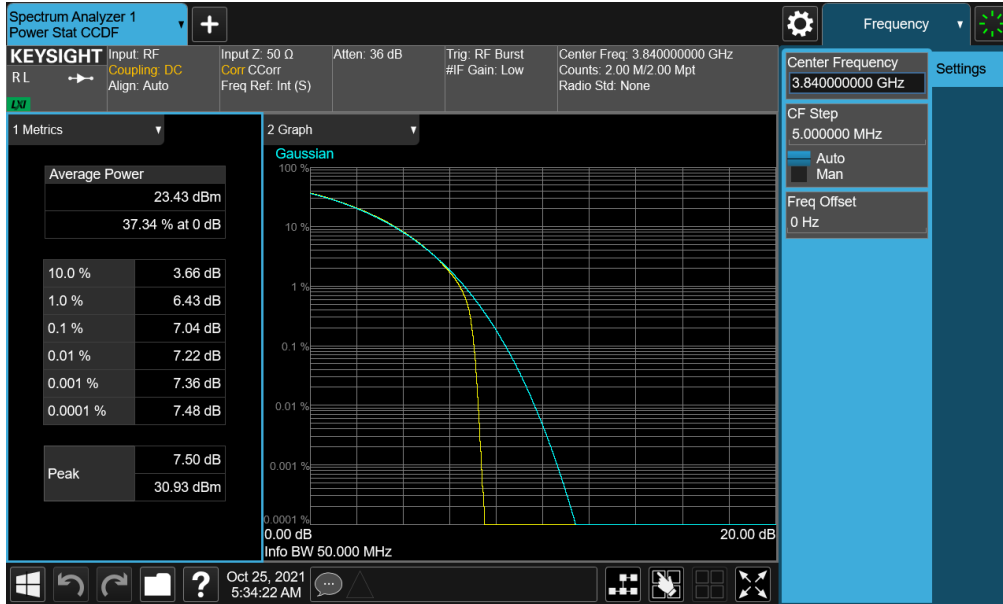 Spectrum Analyzer 1
Power Stat CCDF
Frequency
KEYSIGHT
R L
LXI
Input: RF
Coupling: DC
Align: Auto
Input Z: 50 Ω
Corr CCorr
Freq Ref: Int (S)
Atten: 36 dB
Trig: RF Burst
#IF Gain: Low
Center Freq: 3.840000000 GHz
Counts: 2.00 M/2.00 Mpt
Radio Std: None
Center Frequency
3.840000000 GHz
Settings
CF Step
5.000000 MHz
Auto
Man
Freq Offset
0 Hz
1 Metrics
Average Power
23.43 dBm
37.34 % at 0 dB
10.0 % 3.66 dB
1.0 % 6.43 dB
0.1 % 7.04 dB
0.01 % 7.22 dB
0.001 % 7.36 dB
0.0001 % 7.48 dB
Peak
7.50 dB
30.93 dBm
2 Graph
Gaussian
100 %
10 %
1 %
0.1 %
0.01 %
0.001 %
0.0001 %
0.00 dB 20.00 dB
Info BW 50.000 MHz
?
Oct 25, 2021
5:34:22 AM